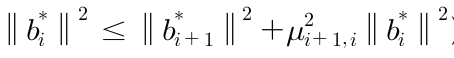 ‖ b_i^* ‖^2 ≤ ‖ b_{i+1}^* ‖^2 + μ_{i+1,i}^2 ‖ b_i^* ‖^2